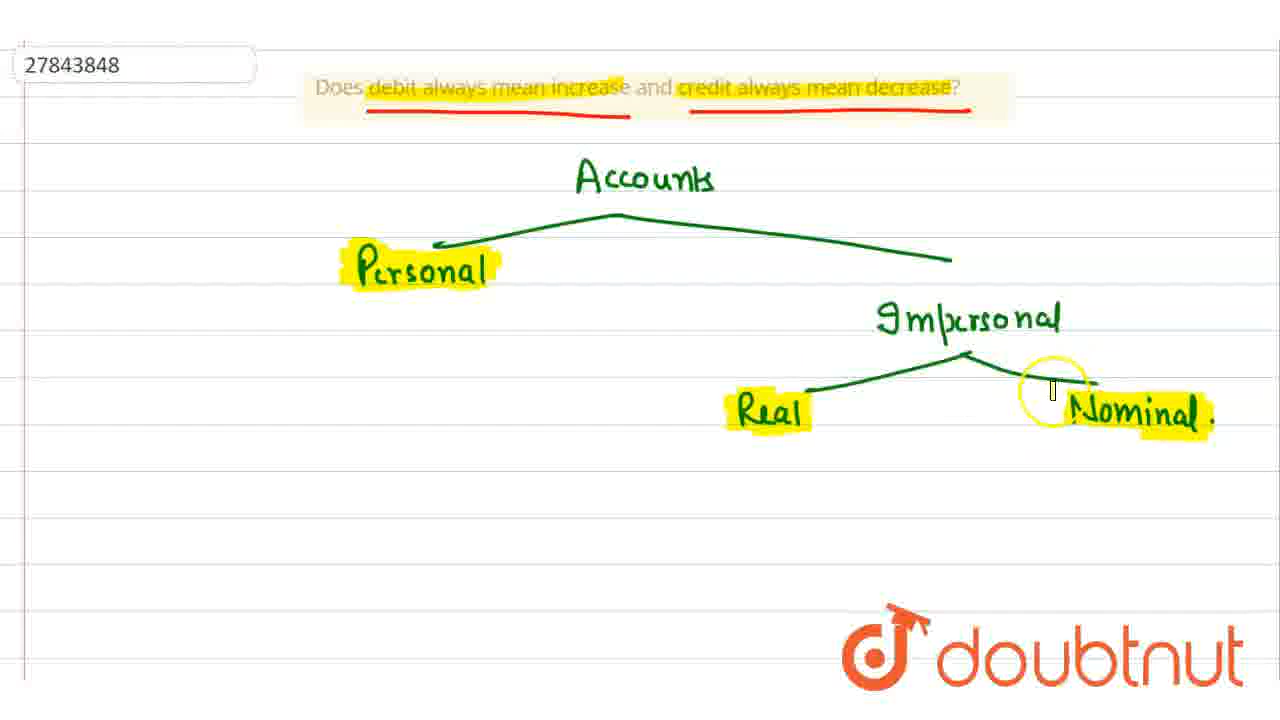 27843848
Does debit always mean increase and credit always mean decrease?
Accounts
Personal
Impersonal
Real
Nominal.
doubtnut